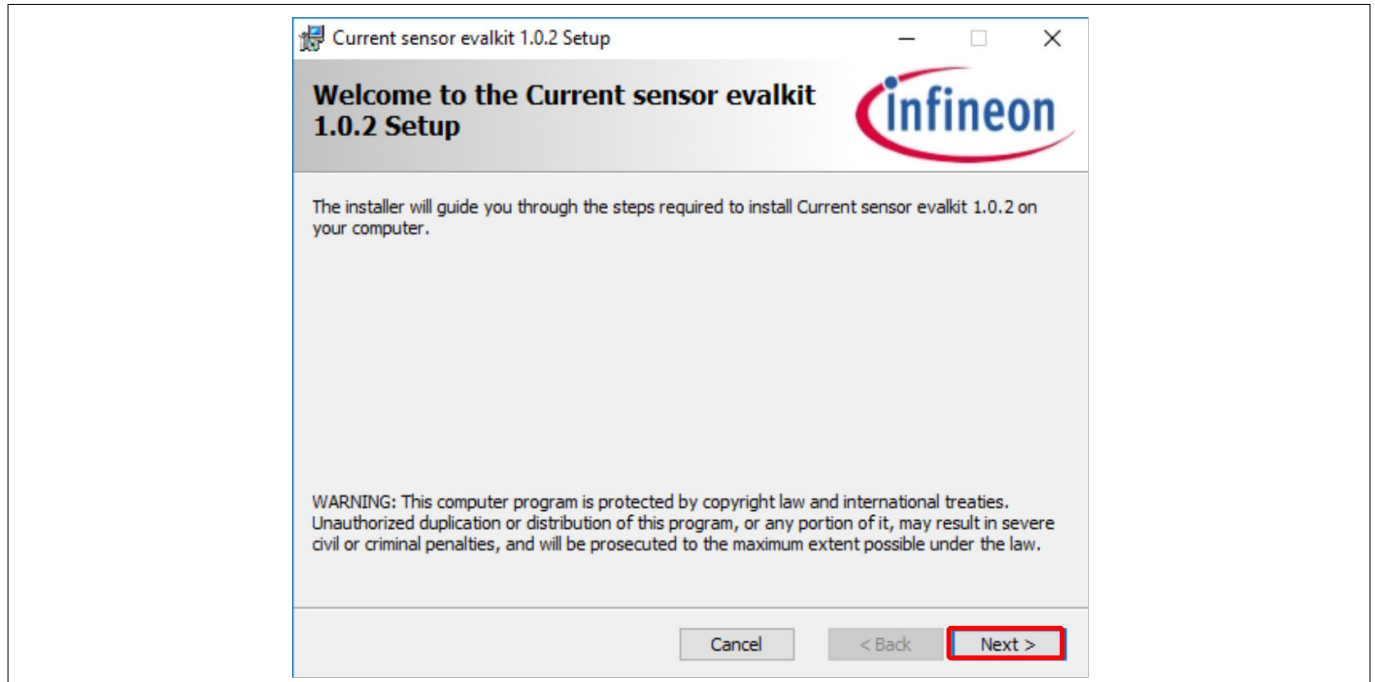 Current sensor evalkit 1.0.2 Setup
Welcome to the Current sensor evalkit
1.0.2 Setup
infineon
The installer will guide you through the steps required to install Current sensor evalkit 1.0.2 on
your computer.
WARNING: This computer program is protected by copyright law and international treaties.
Unauthorized duplication or distribution of this program, or any portion of it, may result in severe
civil or criminal penalties, and will be prosecuted to the maximum extent possible under the law.
Cancel < Back Next >